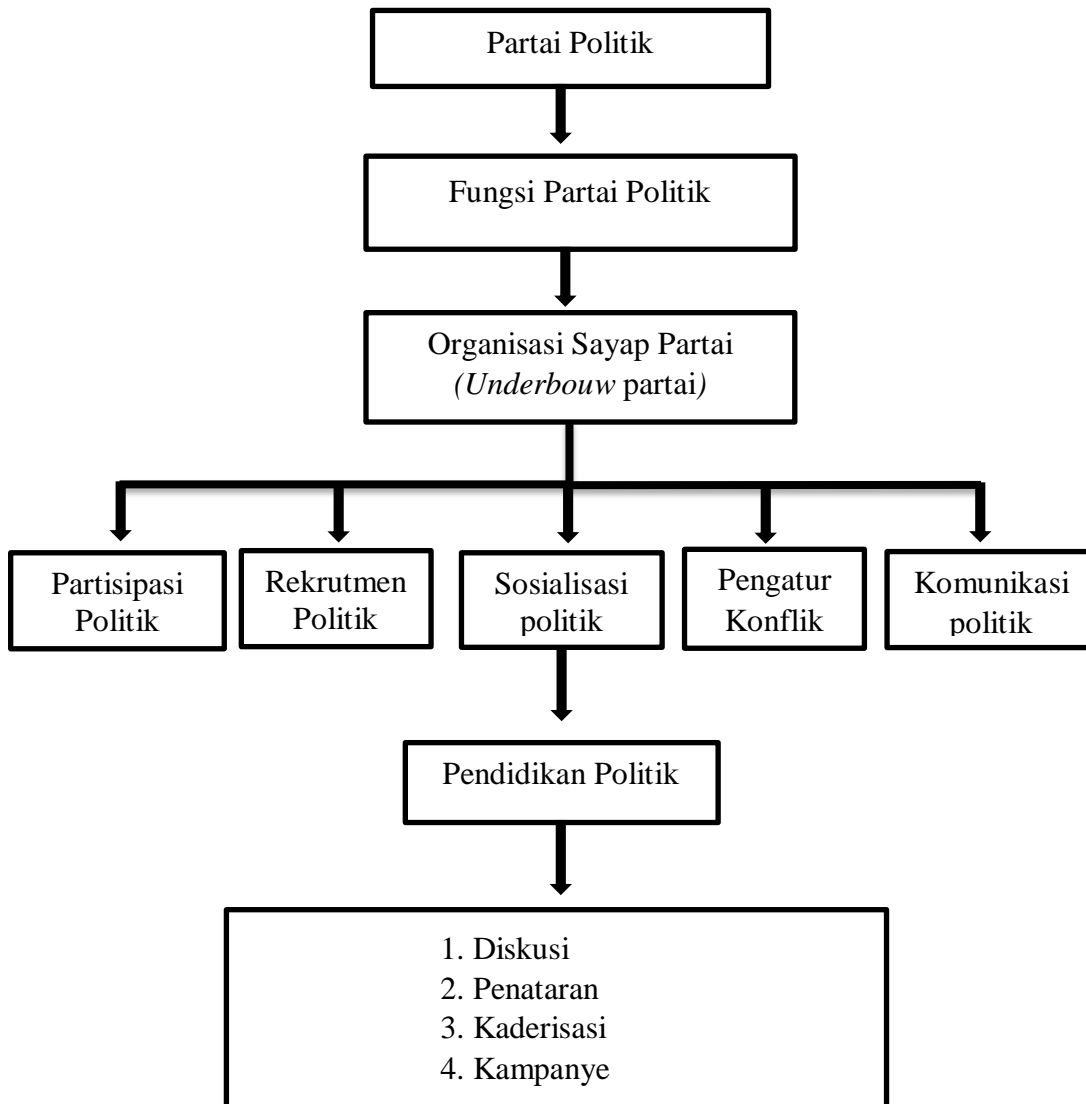 Partai Politik
Fungsi Partai Politik
Organisasi Sayap Partai
(Underbouw partai)
Partisipasi
Politik
Rekrutmen
Politik
Sosialisasi
politik
Pengatur
Konflik
Komunikasi
politik
Pendidikan Politik
1. Diskusi
2. Penataran
3. Kaderisasi
4. Kampanye